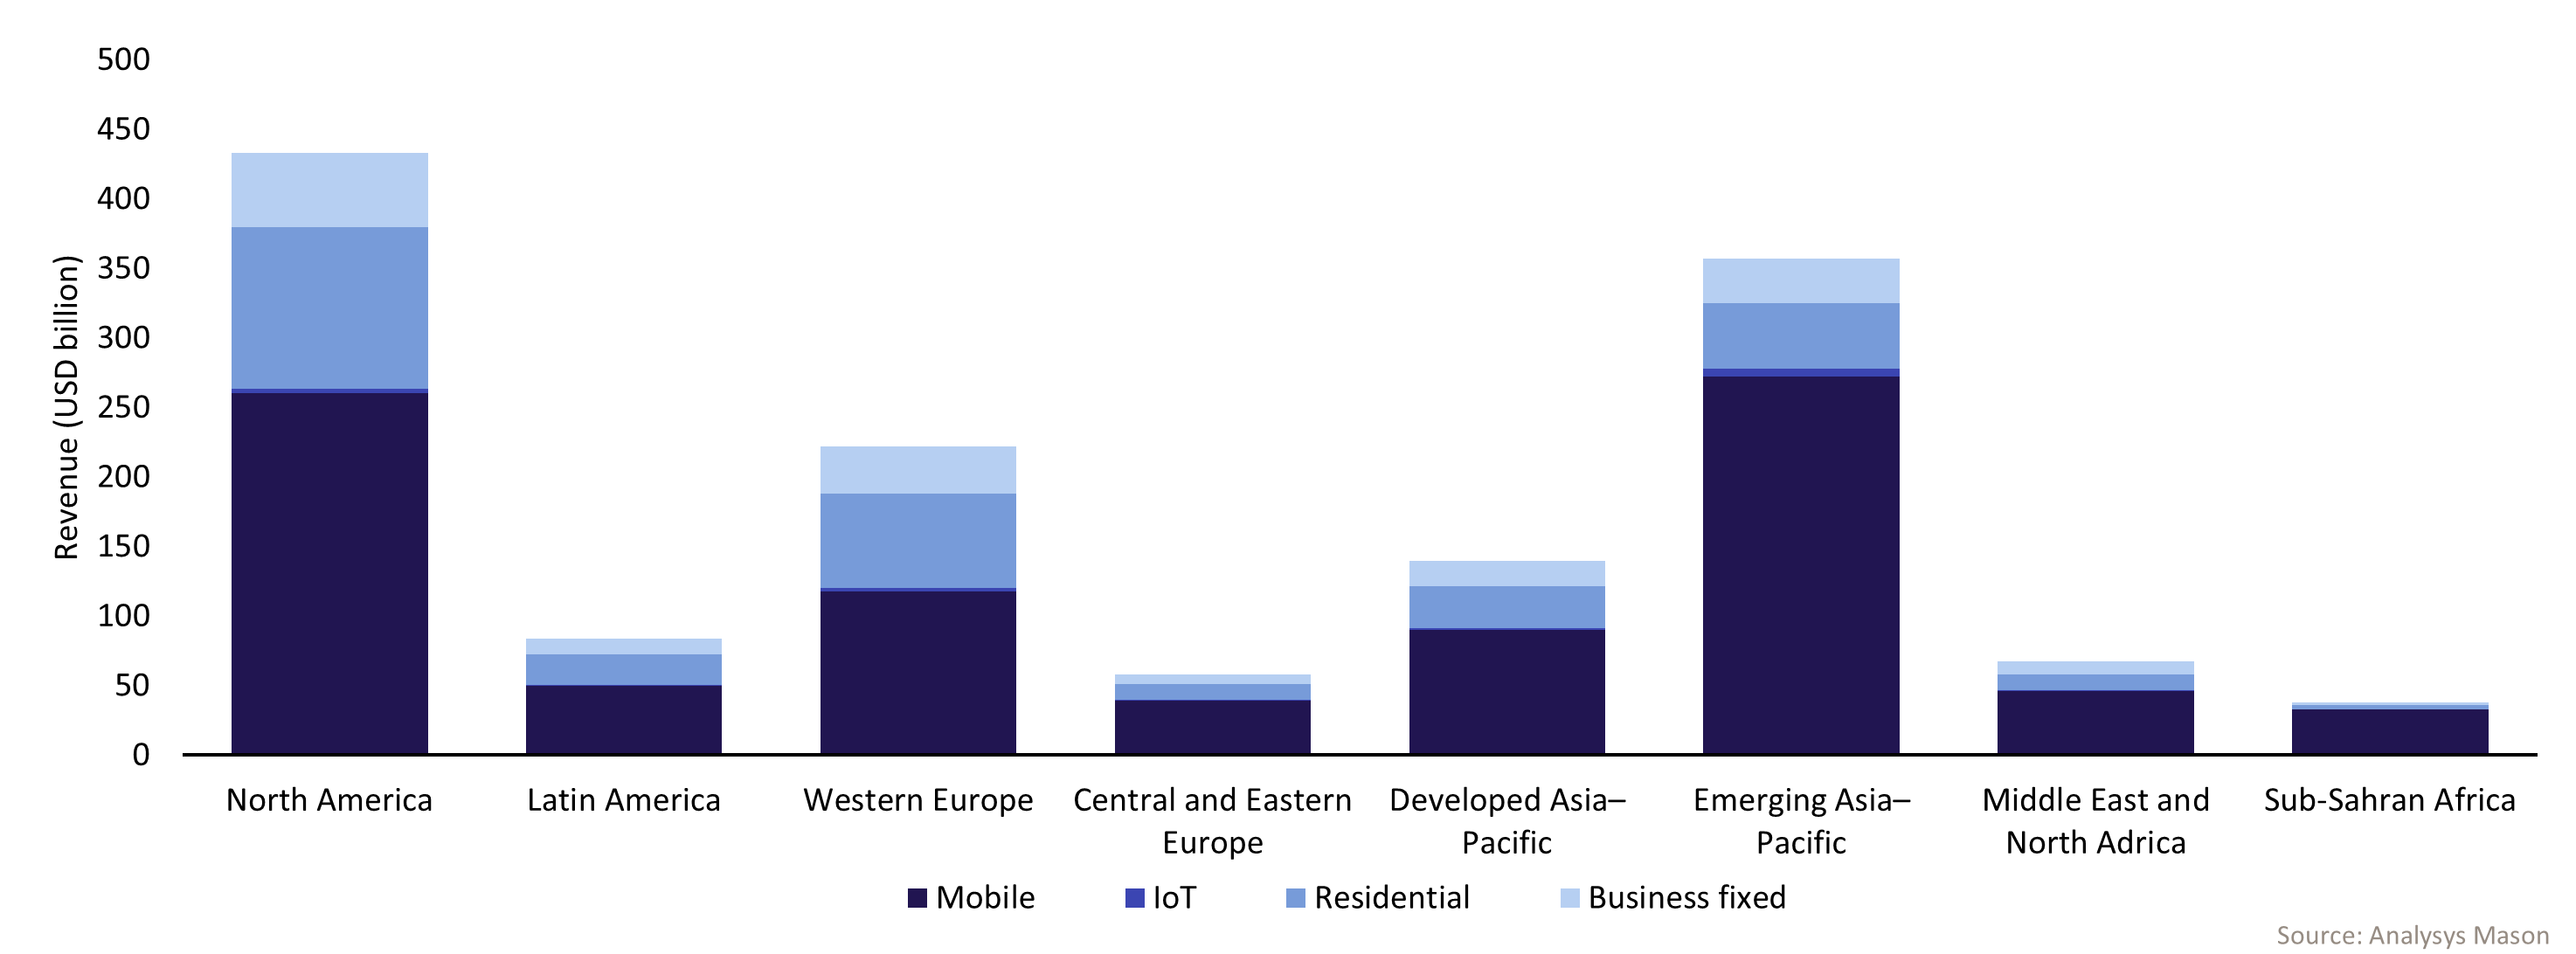 500
450
400
350
300
250
200
150
100
50
0
Revenue (USD billion)
North America
Latin America
Western Europe
Central and Eastern
Europe
Developed Asia–
Pacific
Emerging Asia–
Pacific
Middle East and
North Adrica
Sub-Sahran Africa
Mobile
IoT
Residential
Business fixed
Source: Analysys Mason